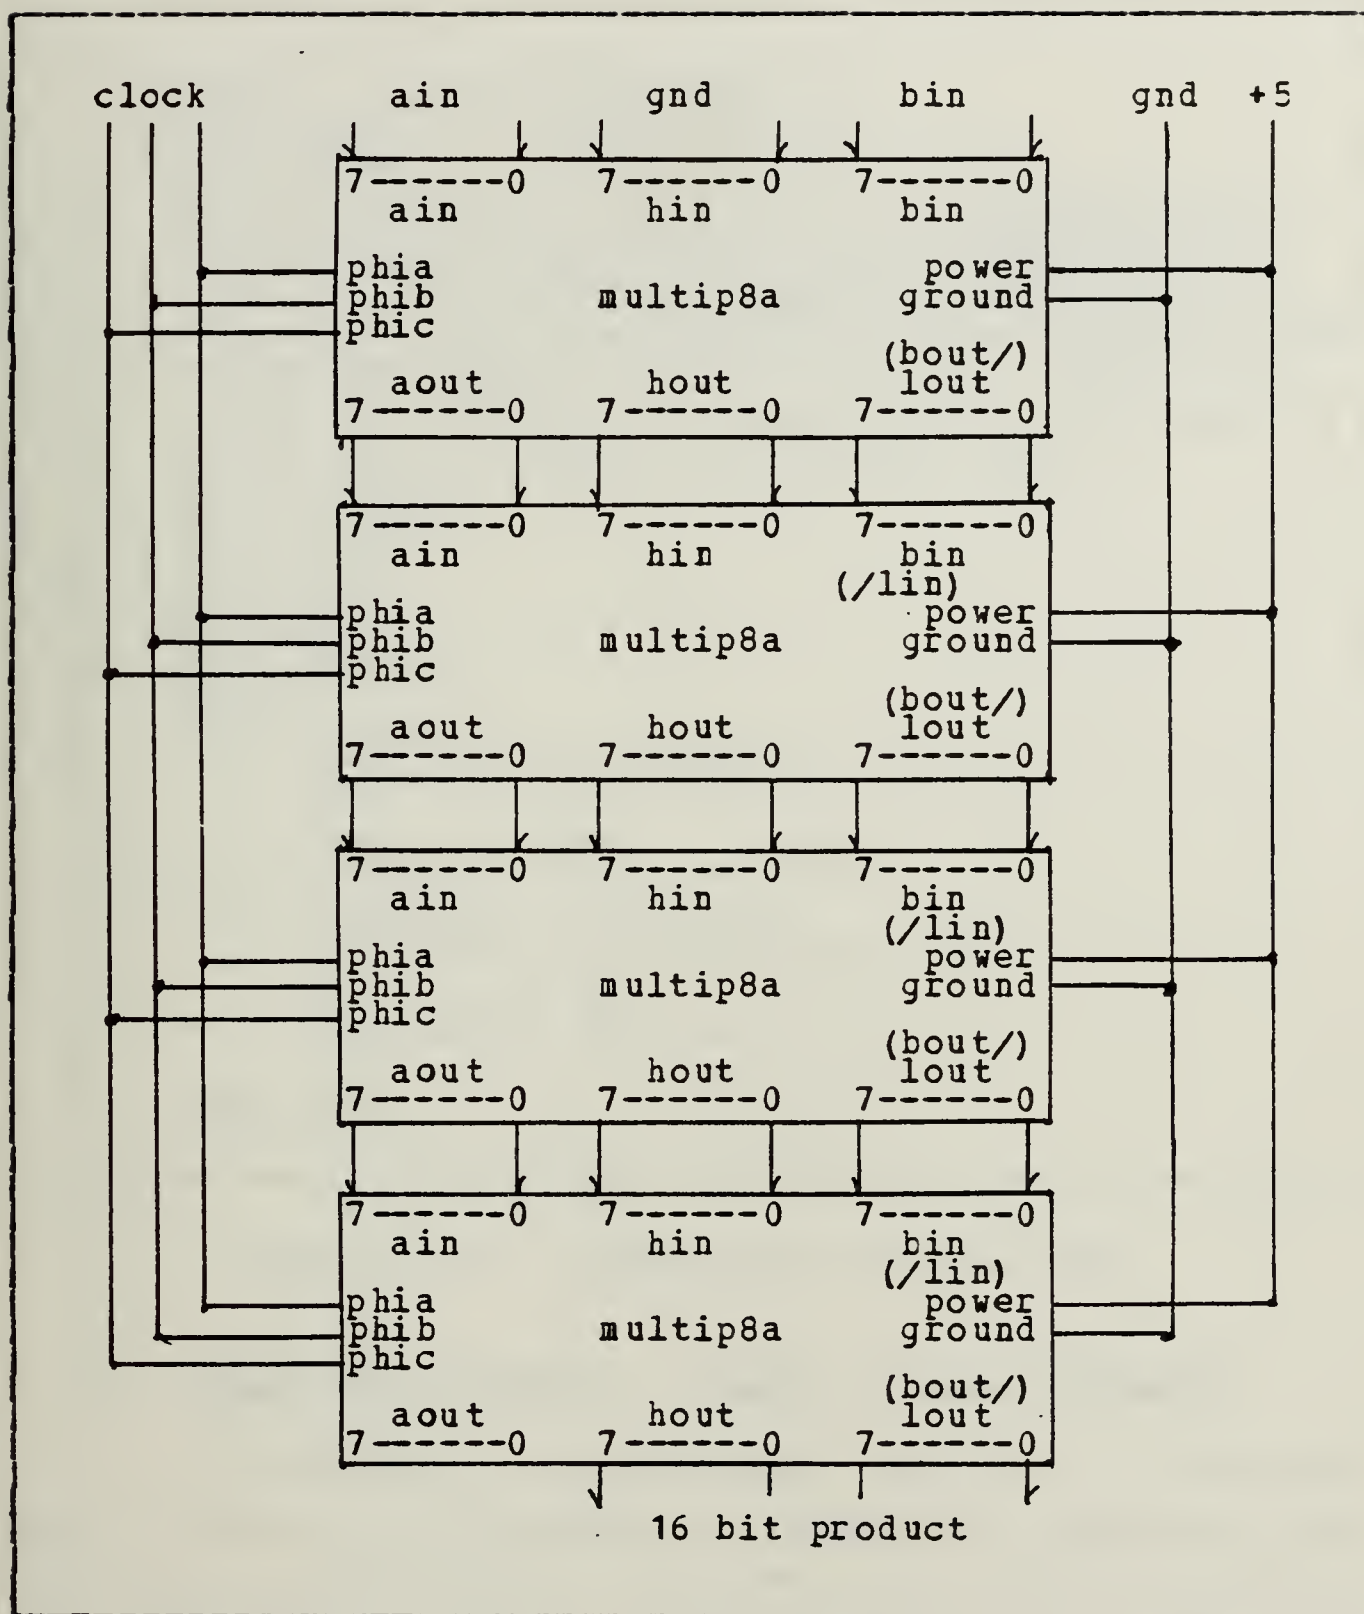 clock ain gnd bin gnd +5
7------0 7------0 7------0
ain hin bin
phia power
phib multip8a ground
phic
(bout/)
aout hout lout
7------0 7------0 7------0
7------0 7------0 7------0
ain hin bin
(/lin)
phia power
phib multip8a ground
phic
(bout/)
aout hout lout
7------0 7------0 7------0
7------0 7------0 7------0
ain hin bin
(/lin)
phia power
phib multip8a ground
phic
(bout/)
aout hout lout
7------0 7------0 7------0
7------0 7------0 7------0
ain hin bin
(/lin)
phia power
phib multip8a ground
phic
(bout/)
aout hout lout
7------0 7------0 7------0
16 bit product